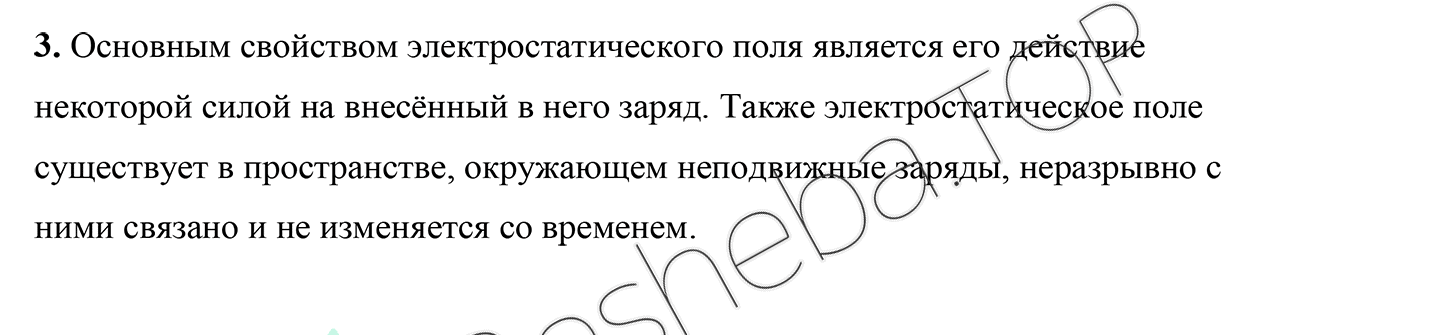 3. Основным свойством электростатического поля является его действие
некоторой силой на внесённый в него заряд. Также электростатическое поле
существует в пространстве, окружающем неподвижные заряды, неразрывно с
ними связано и не изменяется со временем.
esheba.TOP